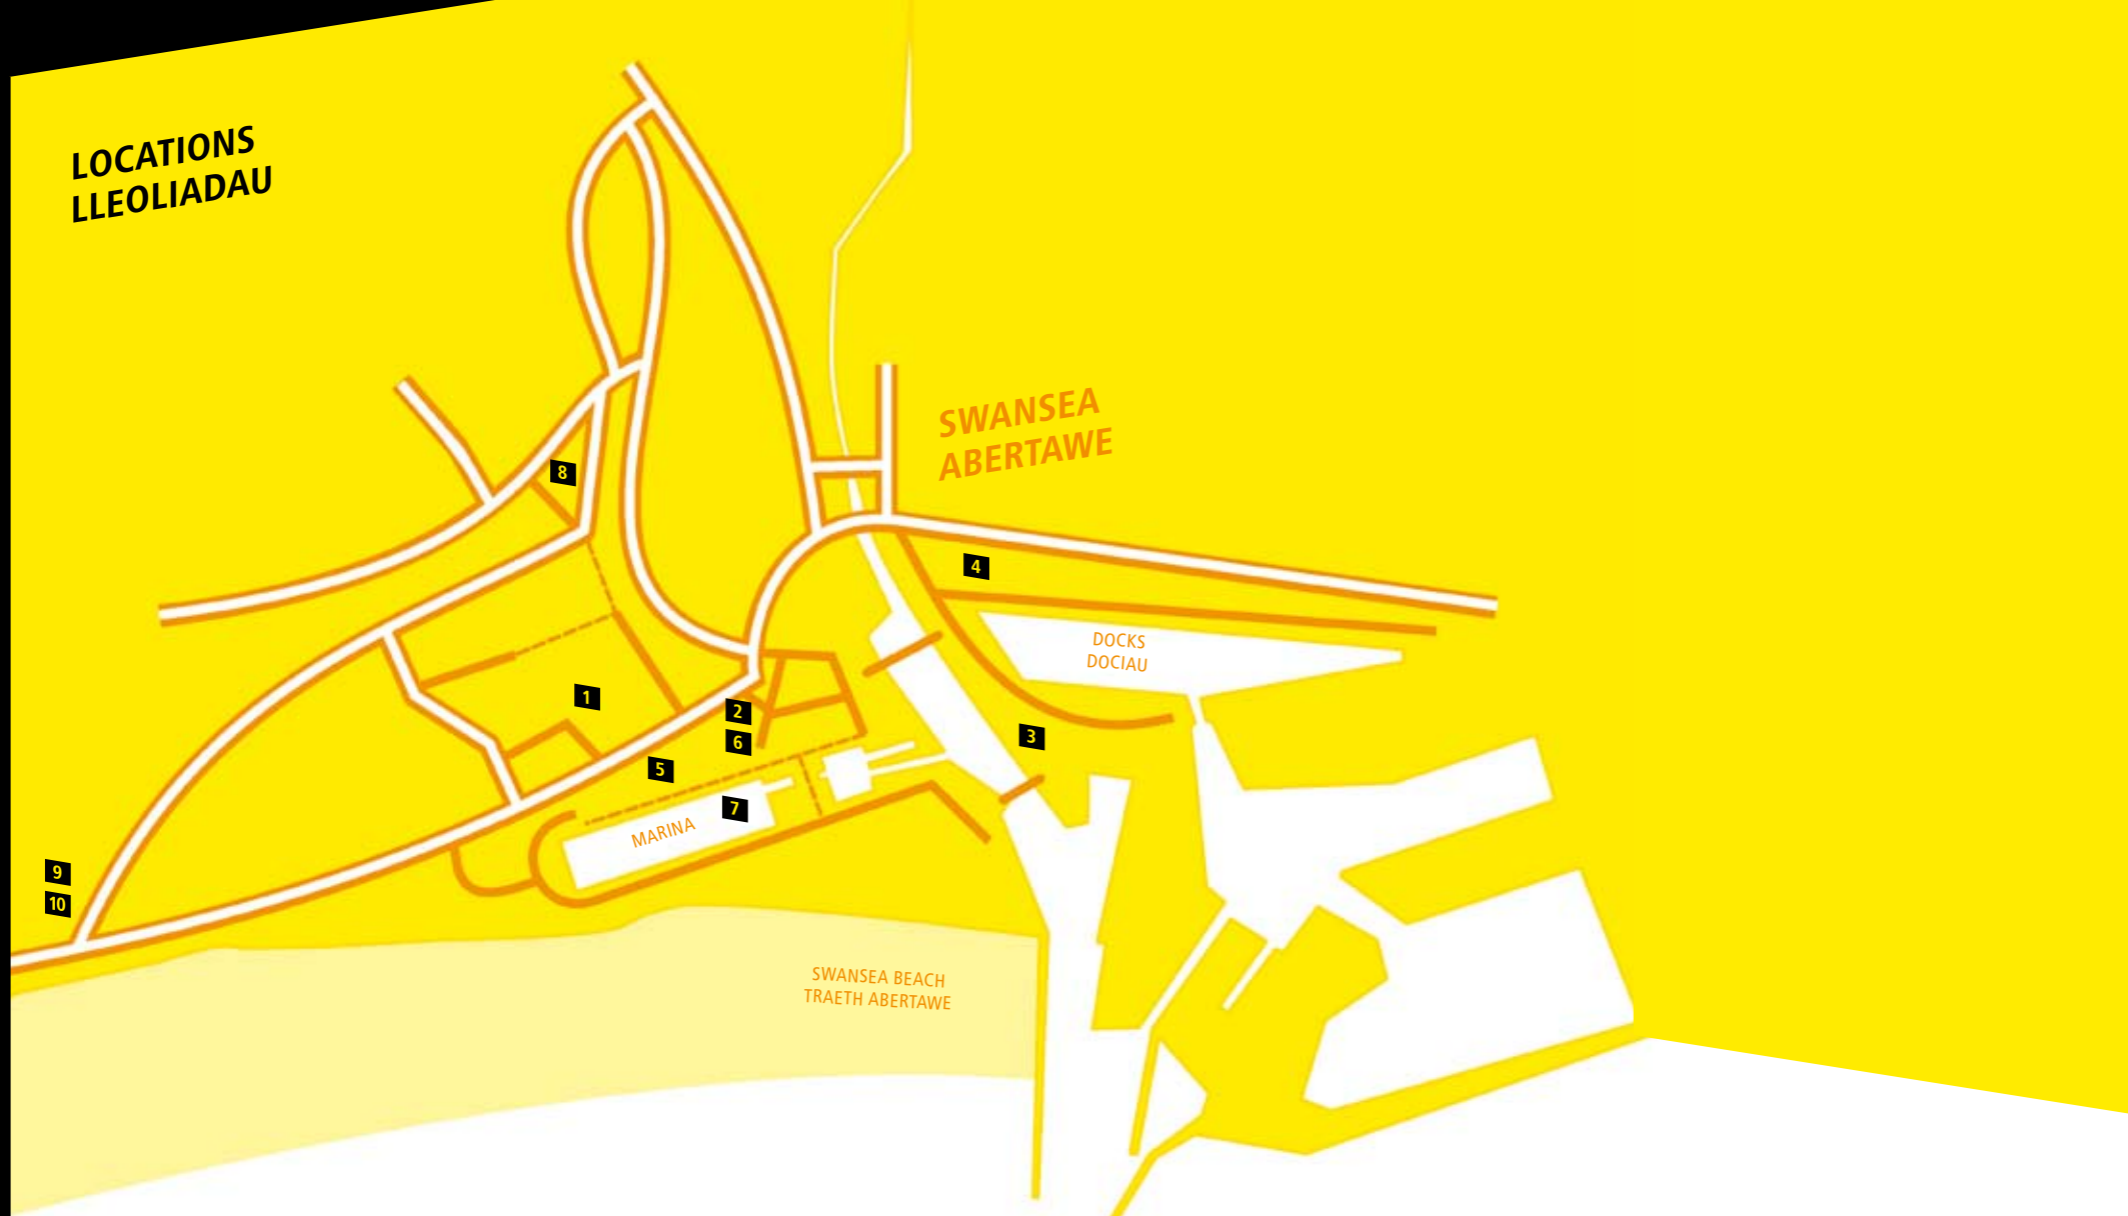 LOCATIONS
LLEOLIADAU
SWANSEA
ABERTAWE
8
4
DOCKS
DOCIAU
1
2
6
3
5
7
MARINA
9
10
SWANSEA BEACH
TRAETH ABERTAWE